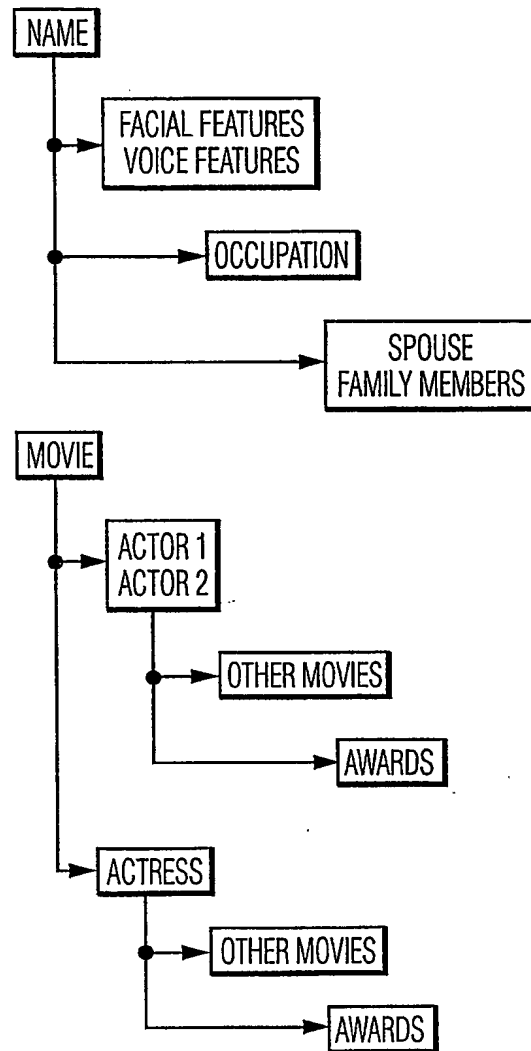 NAME
FACIAL FEATURES
VOICE FEATURES
OCCUPATION
SPOUSE
FAMILY MEMBERS
MOVIE
ACTOR 1
ACTOR 2
OTHER MOVIES
AWARDS
ACTRESS
OTHER MOVIES
AWARDS